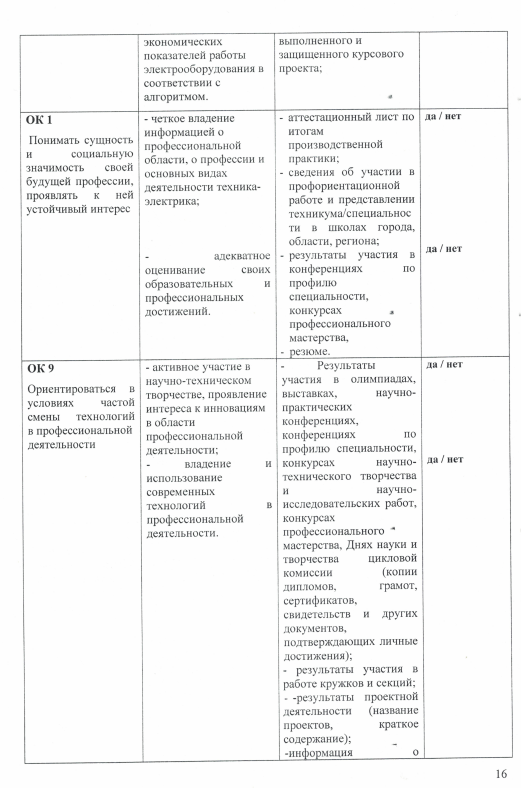 экономических
показателей работы
электрооборудования в
соответствии с
алгоритмом.
выполненного и
защищенного курсового
проекта;
ОК 1
Понимать сущность
и социальную
значимость своей
будущей профессии,
проявлять к ней
устойчивый интерес
- четкое владение
информацией о
профессиональной
области, о профессии и
основных видах
деятельности техника-
электрика;
- адекватное
оценивание своих
образовательных и
профессиональных
достижений.
- аттестационный лист по
итогам
производственной
практики;
- сведения об участии в
профориентационной
работе и представлении
техникума/специальнос
ти в школах города,
области, региона;
- результаты участия в
конференциях по
профилю
специальности,
конкурсах
профессионального
мастерства,
- резюме.
да / нет
да / нет
ОК 9
Ориентироваться в
условиях частой
смены технологий
в профессиональной
деятельности
- активное участие в
научно-техническом
творчестве, проявление
интереса к инновациям
в области
профессиональной
деятельности;
- владение и
использование
современных
технологий в
профессиональной
деятельности.
- Результаты
участия в олимпиадах,
выставках, научно-
практических
конференциях,
конференциях по
профилю специальности,
конкурсах научно-
технического творчества
и научно-
исследовательских работ,
конкурсах
профессионального
мастерства, Днях науки и
творчества цикловой
комиссии (копии
дипломов, грамот,
сертификатов,
свидетельств и других
документов,
подтверждающих личные
достижения);
- результаты участия в
работе кружков и секций;
- -результаты проектной
деятельности (название
проектов, краткое
содержание);
-информация о
да / нет
да / нет
16